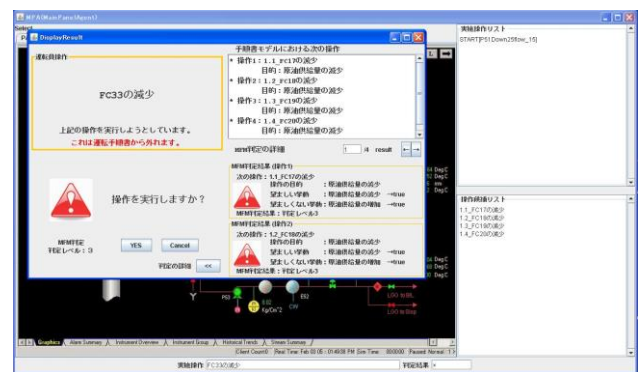 Select
DisplayResult
運転員操作
FC33の減少
上記の操作を実行しようとしています。
これは運転手順書から外れます。
操作を実行しますか?
MFM判定
判定レベル:3
YES
Cancel
判定の詳細
<<
手順書モデルにおける次の操作
* 操作1:1.1_FC17の減少
目的:原油供給量の減少
* 操作2:1.2_FC18の減少
目的:原油供給量の減少
* 操作3:1.3_FC19の減少
目的:原油供給量の減少
* 操作4:1.4_FC20の減少
目的:原油供給量の減少
MFM判定の詳細
1 /4 result
MFM判定結果 (操作1)
次の操作:1.1_FC17の減少
操作の目的 :原油供給量の減少
望ましい挙動 :原油供給量の減少 →true
望ましくない挙動:原油供給量の増加 →true
MFM判定結果:判定レベル3
MFM判定結果 (操作2)
次の操作:1.2_FC18の減少
操作の目的 :原油供給量の減少
望ましい挙動 :原油供給量の減少 →true
望ましくない挙動:原油供給量の増加 →true
MFM判定結果:判定レベル3
Kg/Cm^2
CW
LGO to B/L
LGO to Slop
Graphics
Alarm Summary
Instrument Overview
Instrument Group
Historical Trends
Steam Summary
実施操作リスト
START[PS1Down25flow_15]
操作候補リスト
1.1_FC17の減少
1.2_FC18の減少
1.3_FC19の減少
1.4_FC20の減少
実施操作
FC33の減少
判定結果